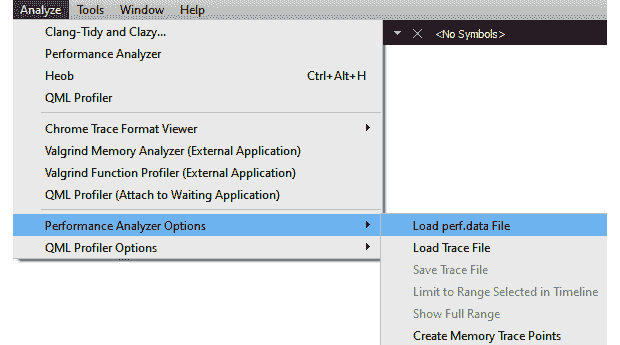 Analyze Tools Window Help
Clang-Tidy and Clazy...
<No Symbols>
Performance Analyzer
Heob Ctrl+Alt+H
QML Profiler
Chrome Trace Format Viewer
Valgrind Memory Analyzer (External Application)
Valgrind Function Profiler (External Application)
QML Profiler (Attach to Waiting Application)
Performance Analyzer Options
QML Profiler Options
Load perf.data File
Load Trace File
Save Trace File
Limit to Range Selected in Timeline
Show Full Range
Create Memory Trace Points